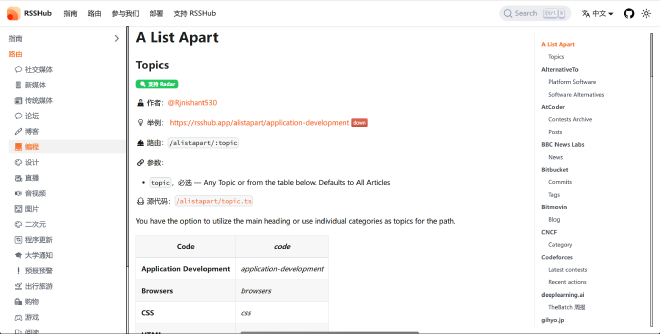 RSSHub
指南
路由
参与我们
部署
支持 RSSHub
Search
Ctrl
K
中文
指南
路由
社交媒体
新媒体
传统媒体
论坛
博客
编程
设计
直播
音视频
图片
二次元
程序更新
大学通知
预报预警
出行旅游
购物
游戏
阅读
A List Apart
Topics
支持 Radar
作者: @Rjnishant530
举例: https://rsshub.app/alistapart/application-development down
路由: /alistapart/:topic
参数:
topic, 必选 — Any Topic or from the table below. Defaults to All Articles
源代码: /alistapart/topic.ts
You have the option to utilize the main heading or use individual categories as topics for the path.
Code code
Application Development application-development
Browsers browsers
CSS css
HTML
A List Apart
Topics
AlternativeTo
Platform Software
Software Alternatives
AtCoder
Contests Archive
Posts
BBC News Labs
News
Bitbucket
Commits
Tags
Bitmovin
Blog
CNCF
Category
Codeforces
Latest contests
Recent actions
deeplearning.ai
TheBatch 周报
gihyo.jp